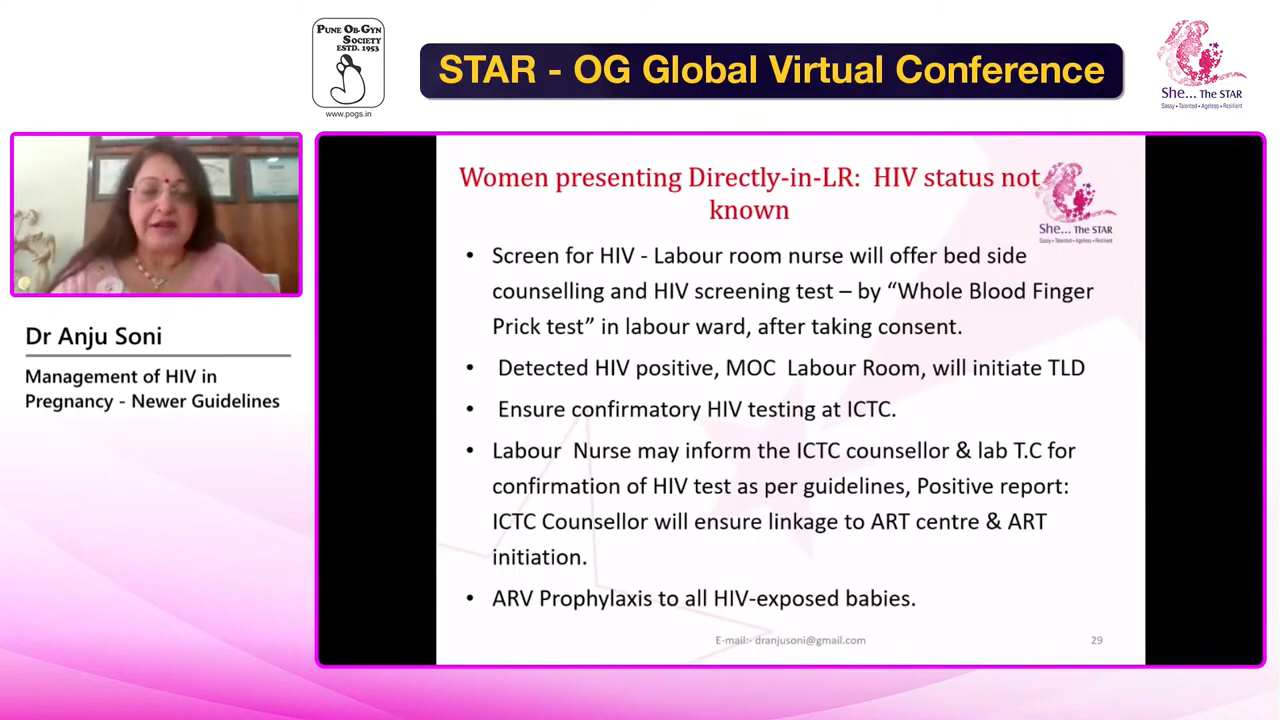 PUNE OB-GYN
SOCIETY
ESTD. 1953
www.pogs.in
STAR - OG Global Virtual Conference
She... The STAR
Sassy • Talented • Ageless • Resilient
Dr Anju Soni
Management of HIV in
Pregnancy - Newer Guidelines
Women presenting Directly-in-LR: HIV status not
known
She... The STAR
Sassy • Talented • Ageless • Resilient
• Screen for HIV - Labour room nurse will offer bed side
counselling and HIV screening test – by “Whole Blood Finger
Prick test” in labour ward, after taking consent.
• Detected HIV positive, MOC Labour Room, will initiate TLD
• Ensure confirmatory HIV testing at ICTC.
• Labour Nurse may inform the ICTC counsellor & lab T.C for
confirmation of HIV test as per guidelines, Positive report:
ICTC Counsellor will ensure linkage to ART centre & ART
initiation.
• ARV Prophylaxis to all HIV-exposed babies.
E-mail:- dranjusoni@gmail.com
29